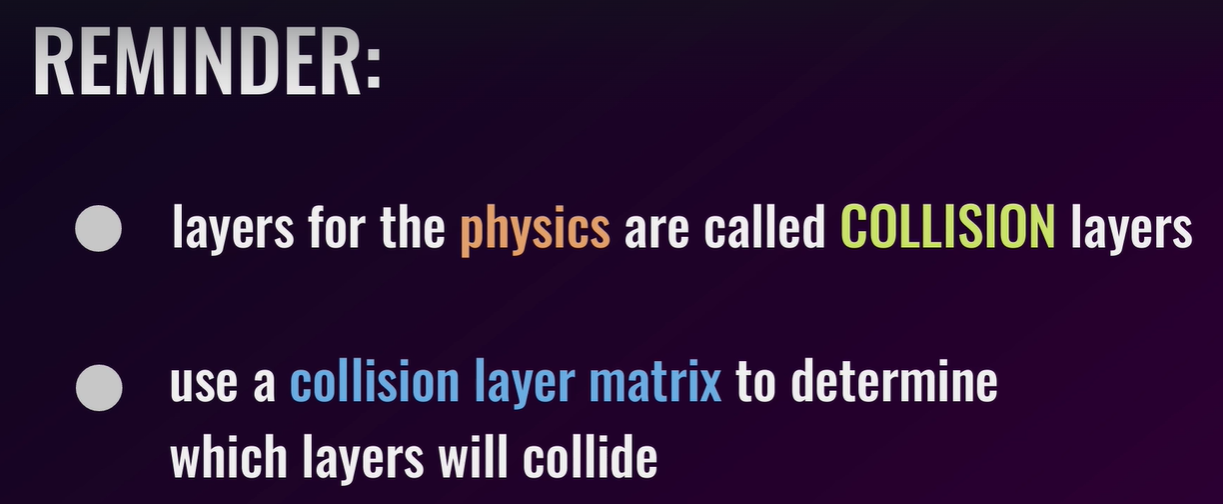 REMINDER:
layers for the physics are called COLLISION layers
use a collision layer matrix to determine
which layers will collide